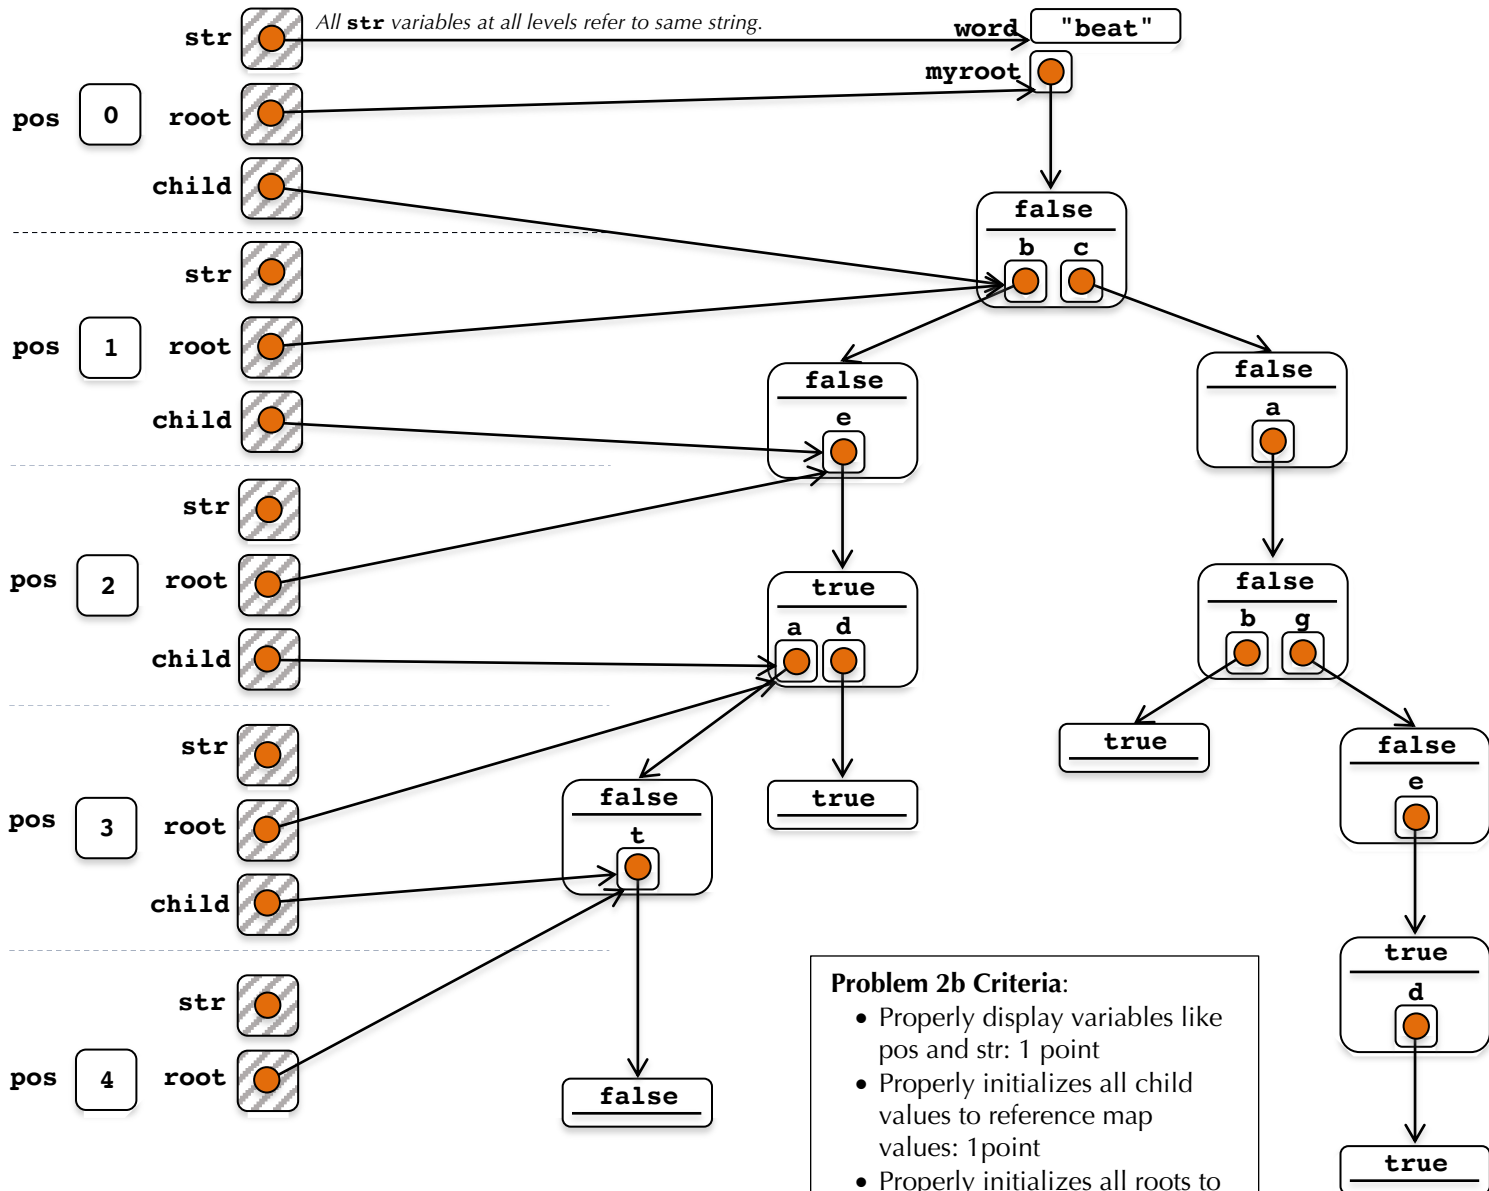 All str variables at all levels refer to same string.
str
word "beat"
myroot
pos 0 root
child
false
b c
str
pos 1 root
child
false
e
false
a
str
pos 2 root
child
true
a d
false
b g
str
pos 3 root
child
false
t
true
true
false
e
str
pos 4 root
false
true
d
true
Problem 2b Criteria:
• Properly display variables like
pos and str: 1 point
• Properly initializes all child
values to reference map
values: 1point
• Properly initializes all roots to